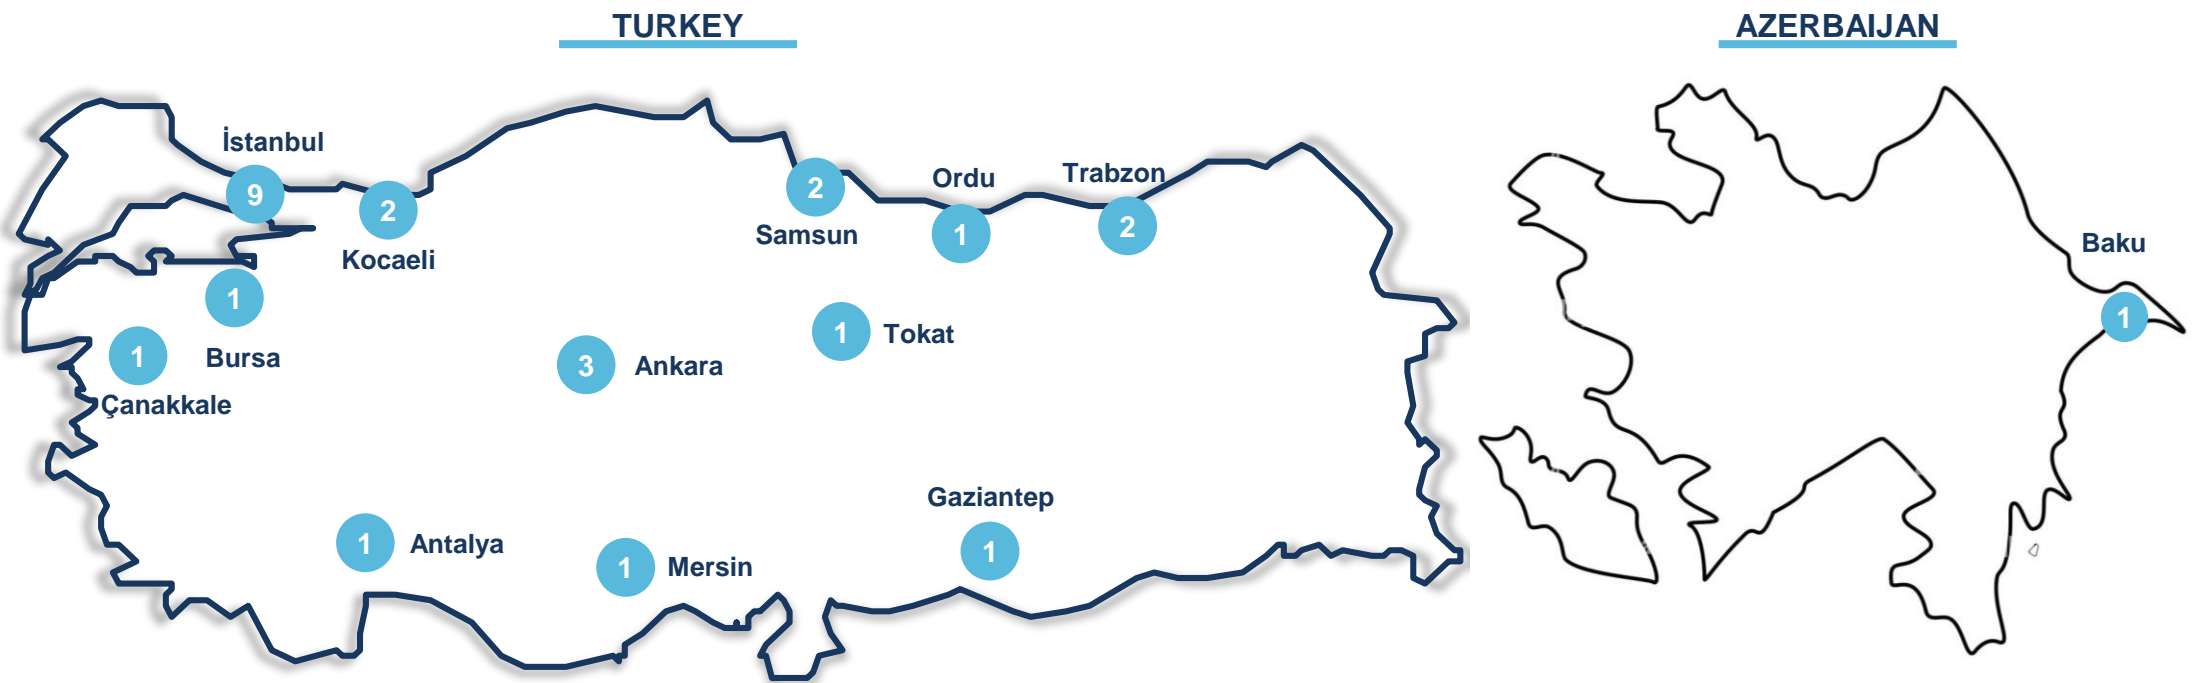 TURKEY
AZERBAIJAN
İstanbul
9
2
Kocaeli
2
Samsun
Ordu
1
Trabzon
2
Baku
1
1
Bursa
1
Çanakkale
3 Ankara
1 Tokat
1 Antalya
1 Mersin
Gaziantep
1